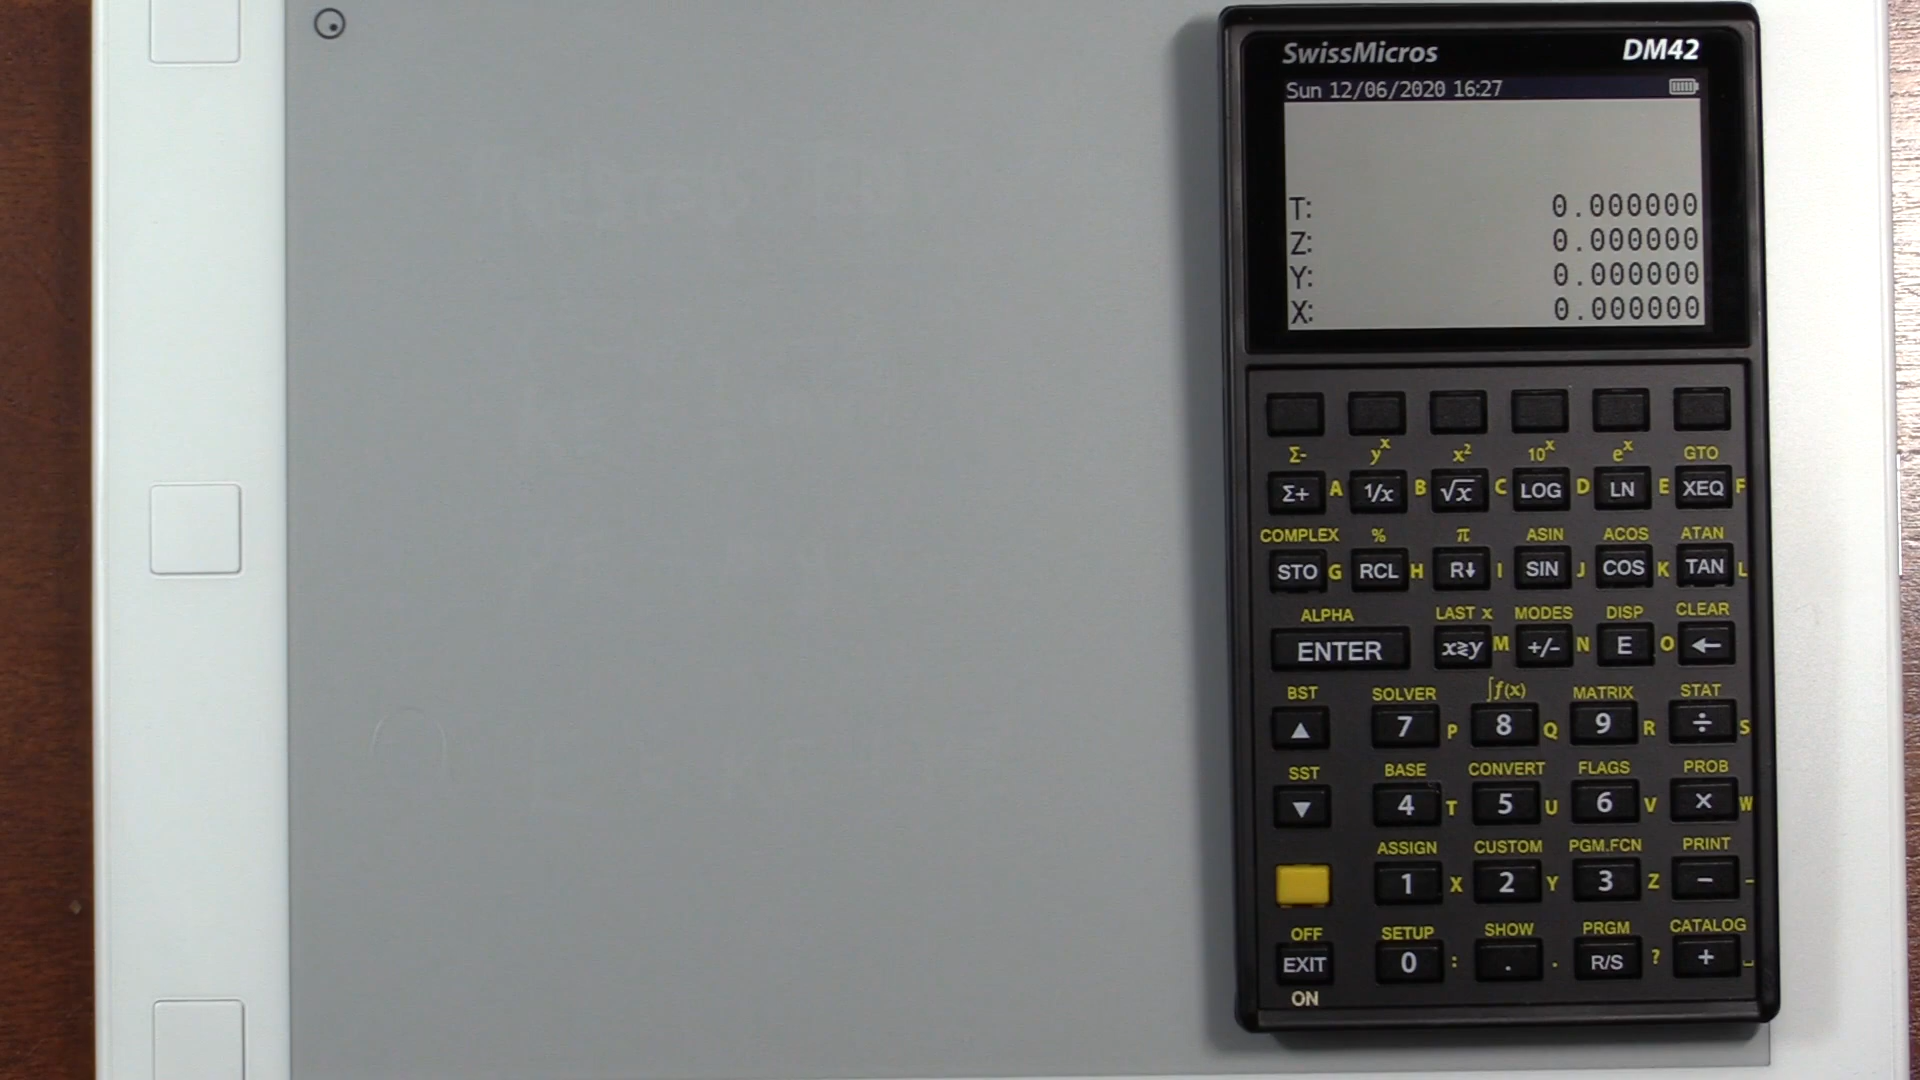 SwissMicros DM42
Sun 12/06/2020 16:27
T: 0.000000
Z: 0.000000
Y: 0.000000
X: 0.000000
Σ- yˣ x² 10ˣ eˣ GTO
Σ+ A 1/x B √x C LOG D LN E XEQ F
COMPLEX % π ASIN ACOS ATAN
STO G RCL H R↓ I SIN J COS K TAN L
ALPHA LAST x MODES DISP CLEAR
ENTER x≷y M +/- N E O ←
BST SOLVER ∫f(x) MATRIX STAT
▲ 7 P 8 Q 9 R ÷ S
SST BASE CONVERT FLAGS PROB
▼ 4 T 5 U 6 V × W
ASSIGN CUSTOM PGM.FCN PRINT
1 X 2 Y 3 Z − -
OFF SETUP SHOW PRGM CATALOG
EXIT 0 : . . R/S ? + ⎵
ON